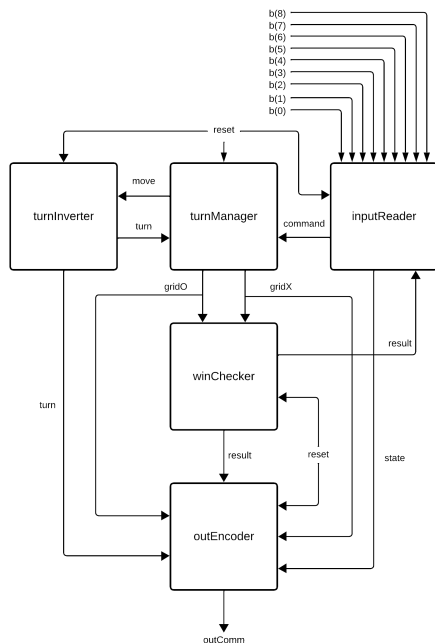 b(8)
b(7)
b(6)
b(5)
b(4)
b(3)
b(2)
b(1)
b(0)
reset
move
turnInverter
turnManager
inputReader
turn
command
gridO
gridX
result
winChecker
turn
result
reset
state
outEncoder
outComm